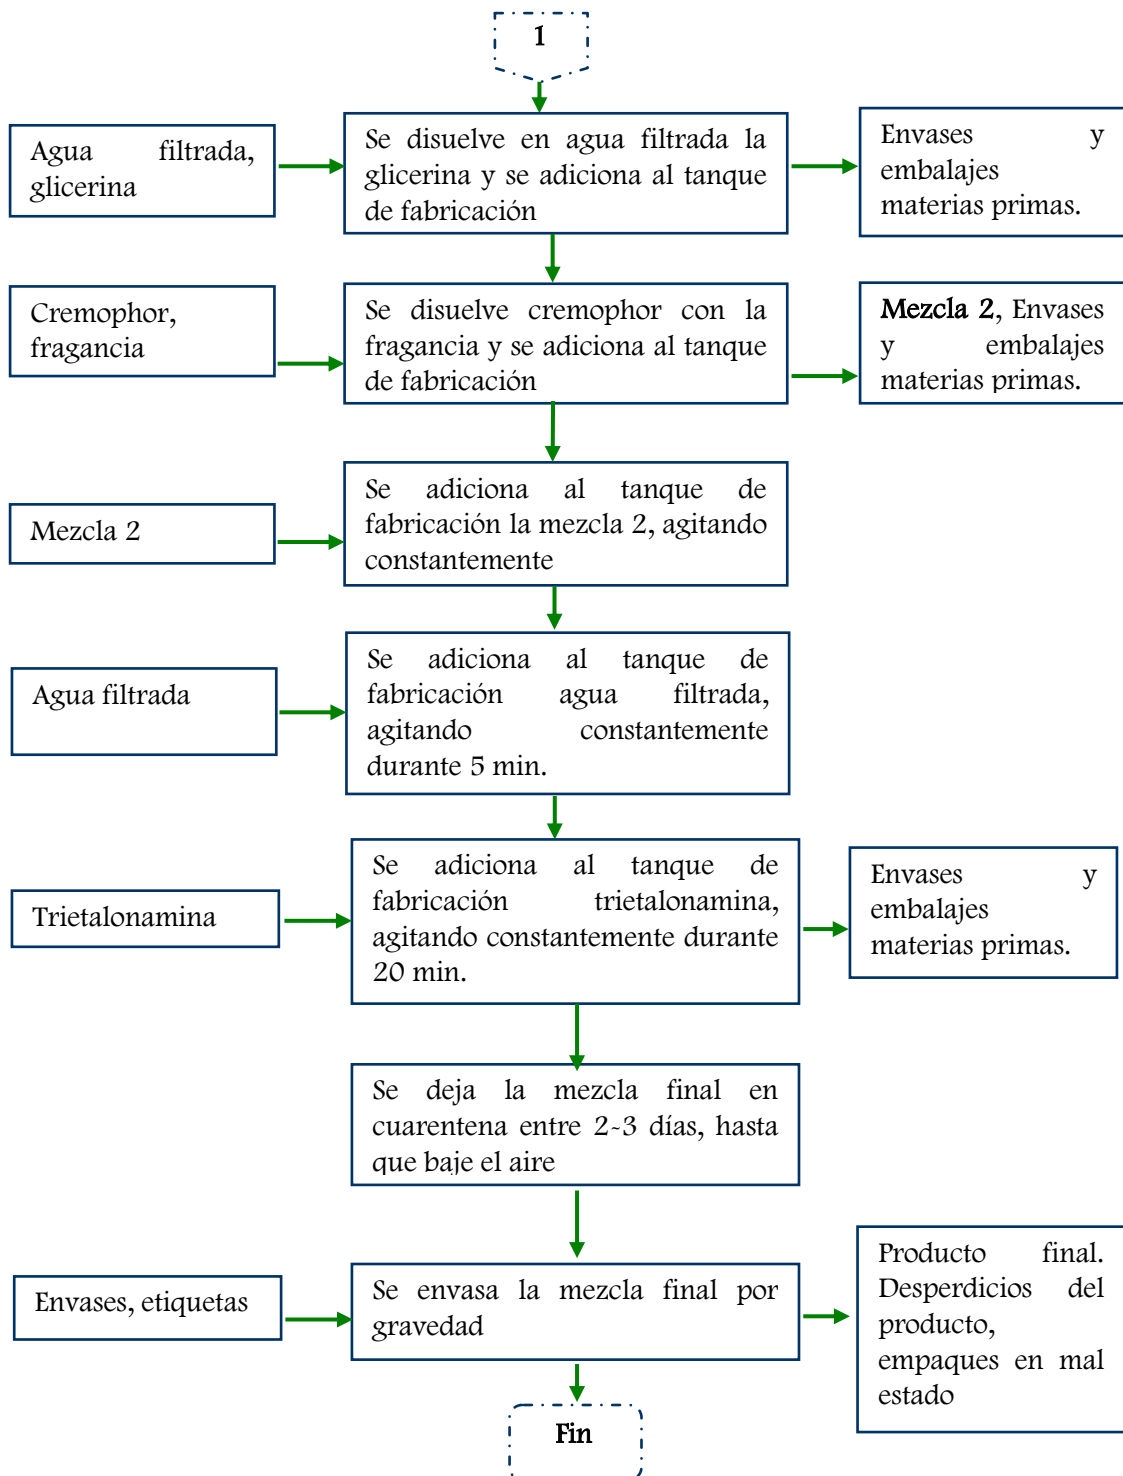 1
Agua filtrada,
glicerina
Se disuelve en agua filtrada la
glicerina y se adiciona al tanque
de fabricación
Envases y
embalajes
materias primas.
Cremophor,
fragancia
Se disuelve cremophor con la
fragancia y se adiciona al tanque
de fabricación
Mezcla 2, Envases
y embalajes
materias primas.
Mezcla 2
Se adiciona al tanque de
fabricación la mezcla 2, agitando
constantemente
Agua filtrada
Se adiciona al tanque de
fabricación agua filtrada,
agitando constantemente
durante 5 min.
Trietalonamina
Se adiciona al tanque de
fabricación trietalonamina,
agitando constantemente durante
20 min.
Envases y
embalajes
materias primas.
Se deja la mezcla final en
cuarentena entre 2-3 días, hasta
que baje el aire
Envases, etiquetas
Se envasa la mezcla final por
gravedad
Producto final.
Desperdicios del
producto,
empaques en mal
estado
Fin